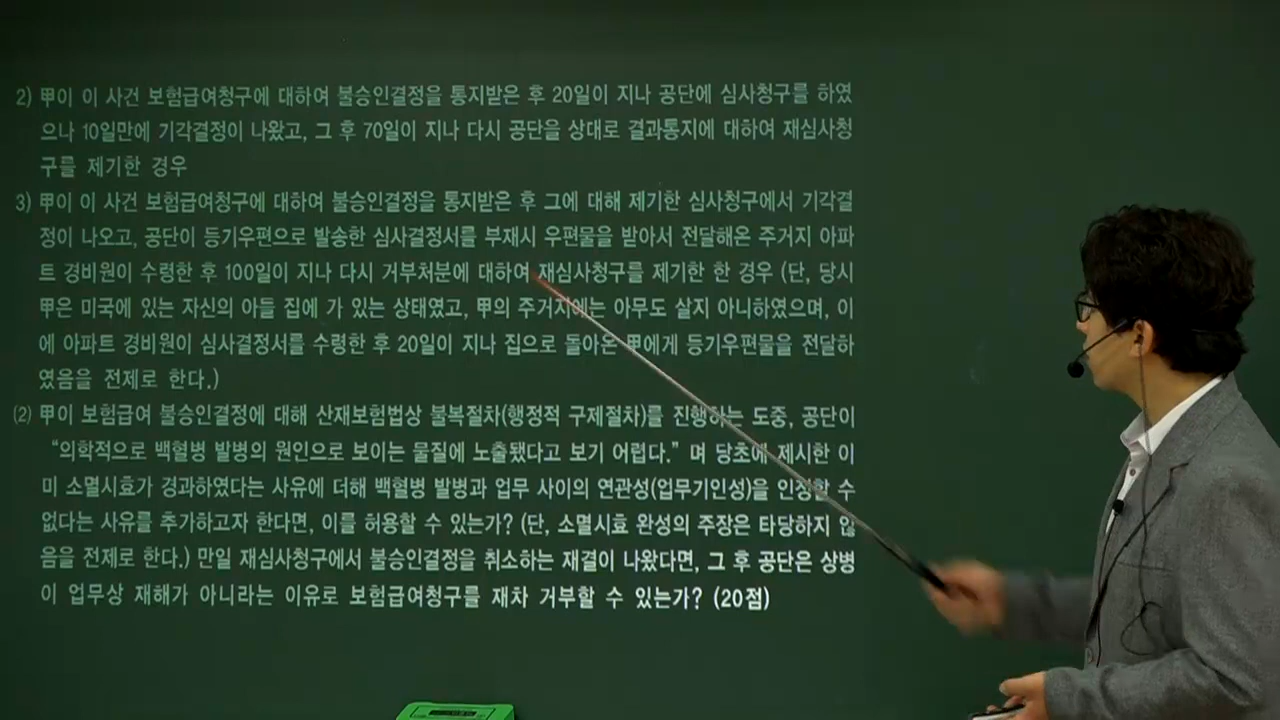 2) 甲이 이 사건 보험급여청구에 대하여 불승인결정을 통지받은 후 20일이 지나 공단에 심사청구를 하였
으나 10일만에 기각결정이 나왔고, 그 후 70일이 지나 다시 공단을 상대로 결과통지에 대하여 재심사청
구를 제기한 경우
3) 甲이 이 사건 보험급여청구에 대하여 불승인결정을 통지받은 후 그에 대해 제기한 심사청구에서 기각결
정이 나오고, 공단이 등기우편으로 발송한 심사결정서를 부재시 우편물을 받아서 전달해온 주거지 아파
트 경비원이 수령한 후 100일이 지나 다시 거부처분에 대하여 재심사청구를 제기한 한 경우 (단, 당시
甲은 미국에 있는 자신의 아들 집에 가 있는 상태였고, 甲의 주거지에는 아무도 살지 아니하였으며, 이
에 아파트 경비원이 심사결정서를 수령한 후 20일이 지나 집으로 돌아온 甲에게 등기우편물을 전달하
였음을 전제로 한다.)
(2) 甲이 보험급여 불승인결정에 대해 산재보험법상 불복절차(행정적 구제절차)를 진행하는 도중, 공단이
“의학적으로 백혈병 발병의 원인으로 보이는 물질에 노출됐다고 보기 어렵다.” 며 당초에 제시한 이
미 소멸시효가 경과하였다는 사유에 더해 백혈병 발병과 업무 사이의 연관성(업무기인성)을 인정할 수
없다는 사유를 추가하고자 한다면, 이를 허용할 수 있는가? (단, 소멸시효 완성의 주장은 타당하지 않
음을 전제로 한다.) 만일 재심사청구에서 불승인결정을 취소하는 재결이 나왔다면, 그 후 공단은 상병
이 업무상 재해가 아니라는 이유로 보험급여청구를 재차 거부할 수 있는가? (20점)